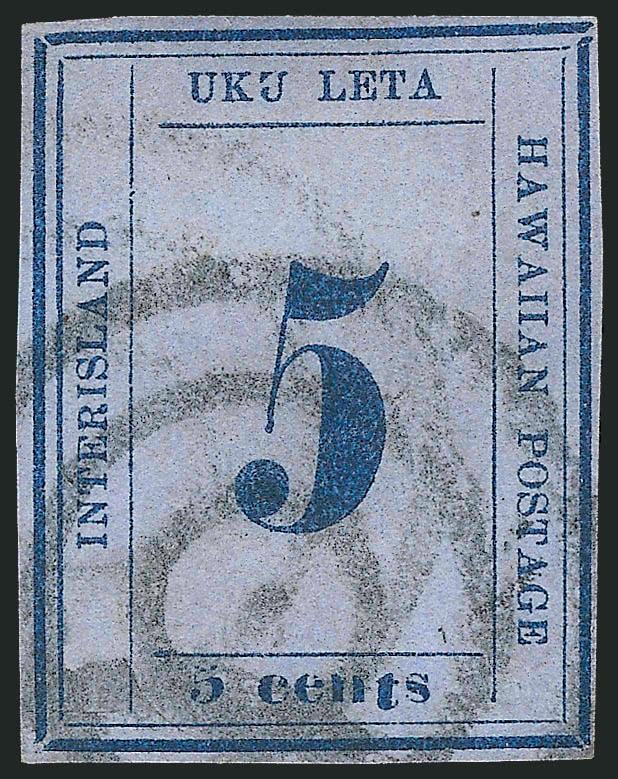 UKU LETA
INTERISLAND
5
HAWAIIAN POSTAGE
5 cents